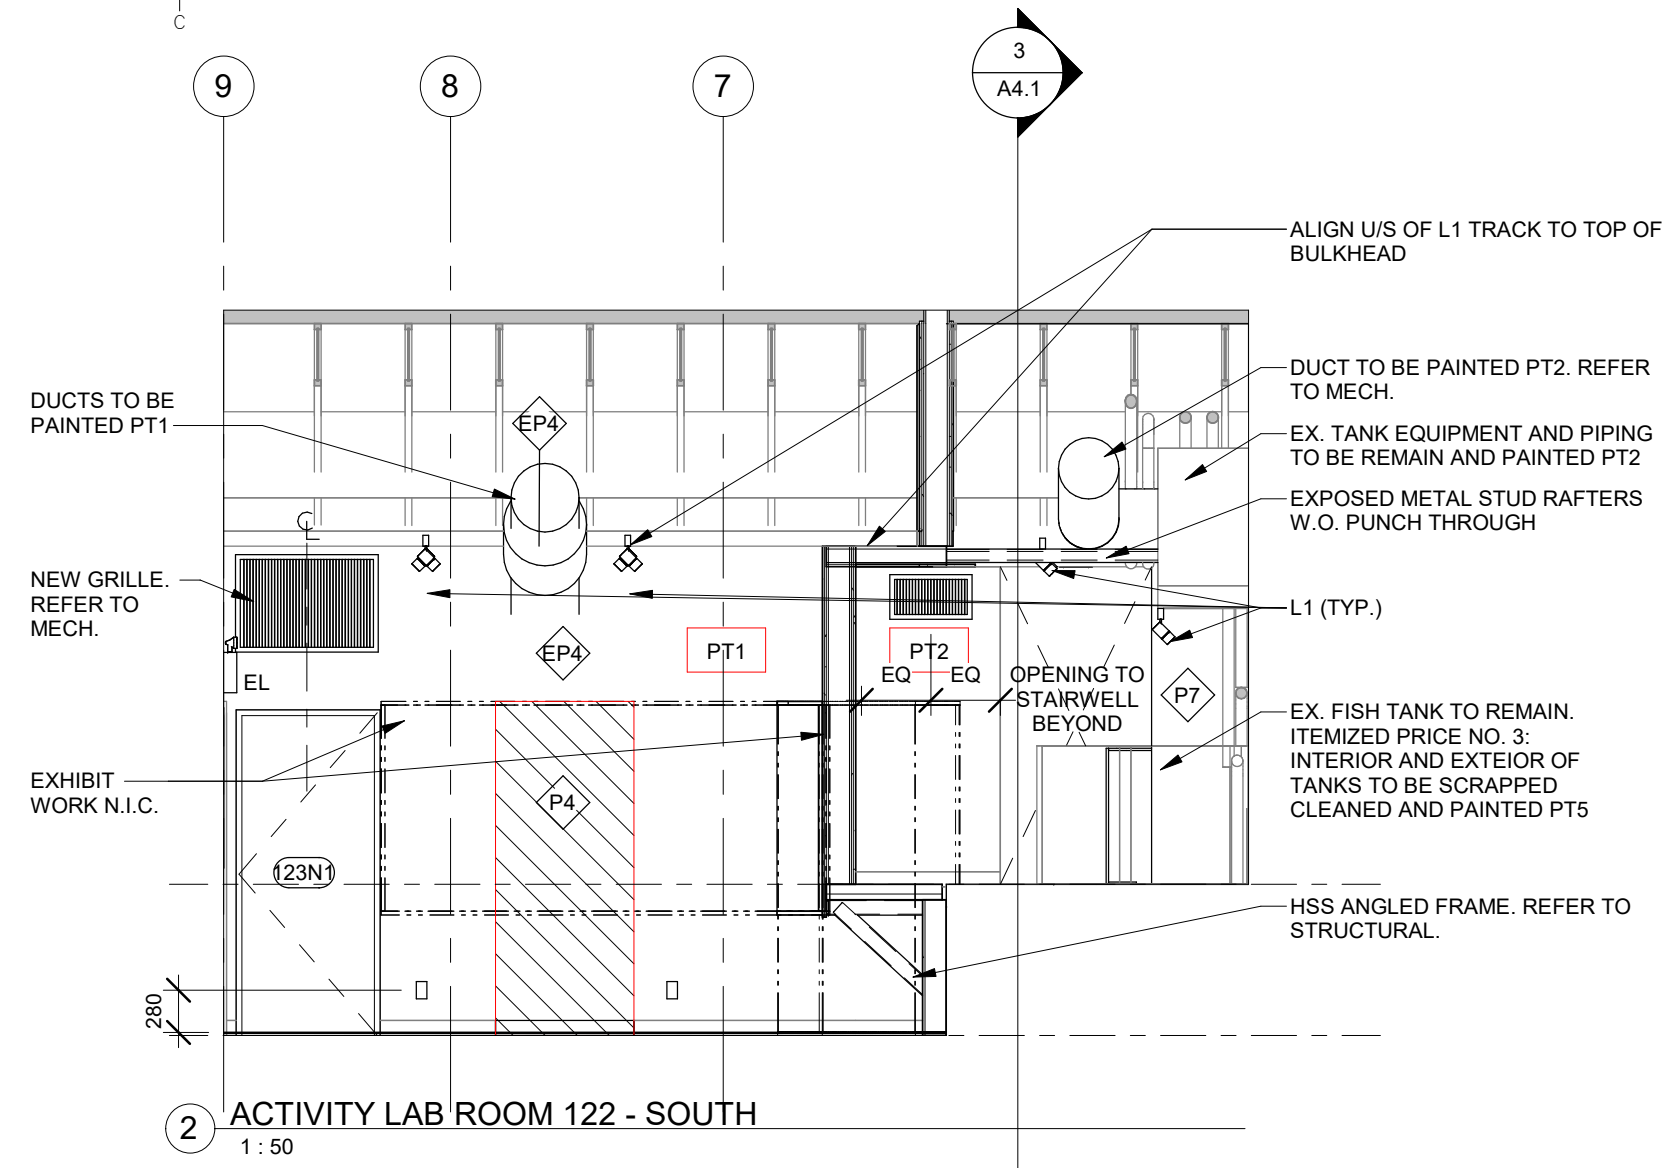 C
9
8
7
3
A4.1
ALIGN U/S OF L1 TRACK TO TOP OF
BULKHEAD
DUCT TO BE PAINTED PT2. REFER
TO MECH.
DUCTS TO BE
PAINTED PT1
EP4
EX. TANK EQUIPMENT AND PIPING
TO BE REMAIN AND PAINTED PT2
EXPOSED METAL STUD RAFTERS
W.O. PUNCH THROUGH
CL
NEW GRILLE.
REFER TO
MECH.
L1 (TYP.)
EP4
PT1
PT2
EQ
EQ
EL
OPENING TO
STAIRWELL
BEYOND
P7
EX. FISH TANK TO REMAIN.
ITEMIZED PRICE NO. 3:
INTERIOR AND EXTEIOR OF
TANKS TO BE SCRAPPED
CLEANED AND PAINTED PT5
EXHIBIT
WORK N.I.C.
P4
123N1
HSS ANGLED FRAME. REFER TO
STRUCTURAL.
280
2
ACTIVITY LAB ROOM 122 - SOUTH
1 : 50